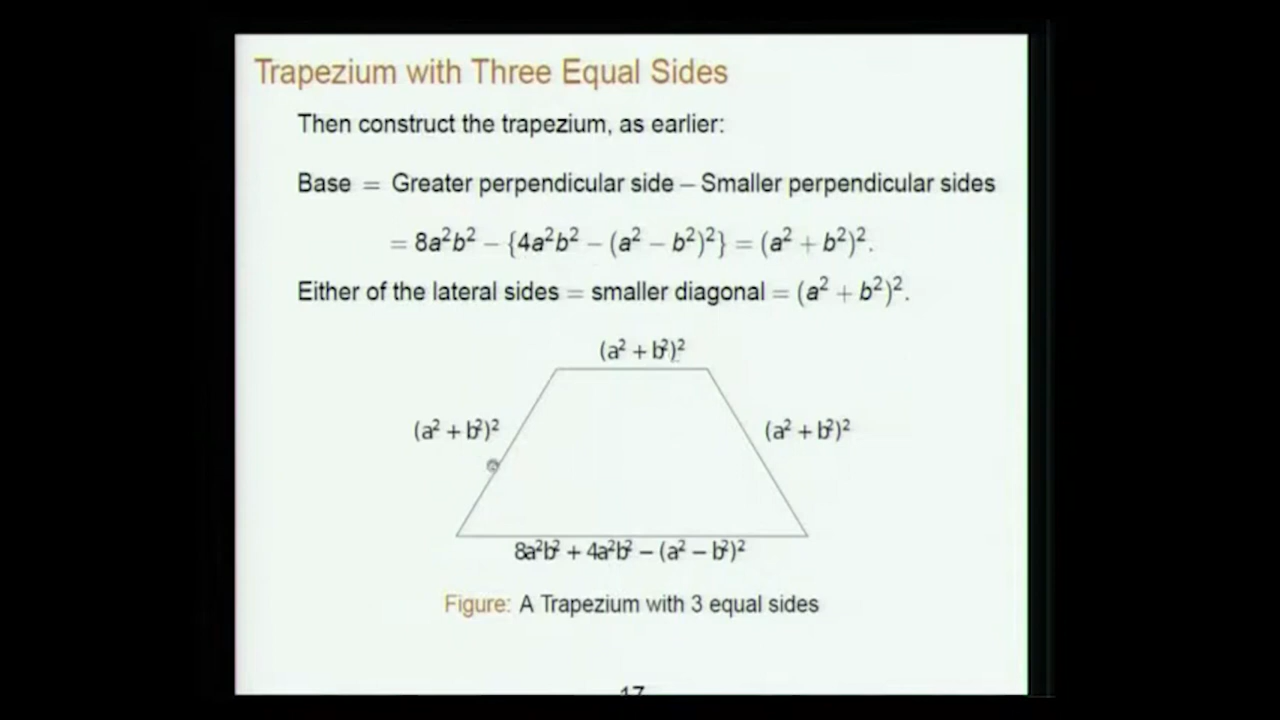 Trapezium with Three Equal Sides
Then construct the trapezium, as earlier:
Base = Greater perpendicular side − Smaller perpendicular sides
= 8a²b² − {4a²b² − (a² − b²)²} = (a² + b²)².
Either of the lateral sides = smaller diagonal = (a² + b²)².
(a² + b²)²
(a² + b²)² (a² + b²)²
8a²b² + 4a²b² − (a² − b²)²
Figure: A Trapezium with 3 equal sides
17